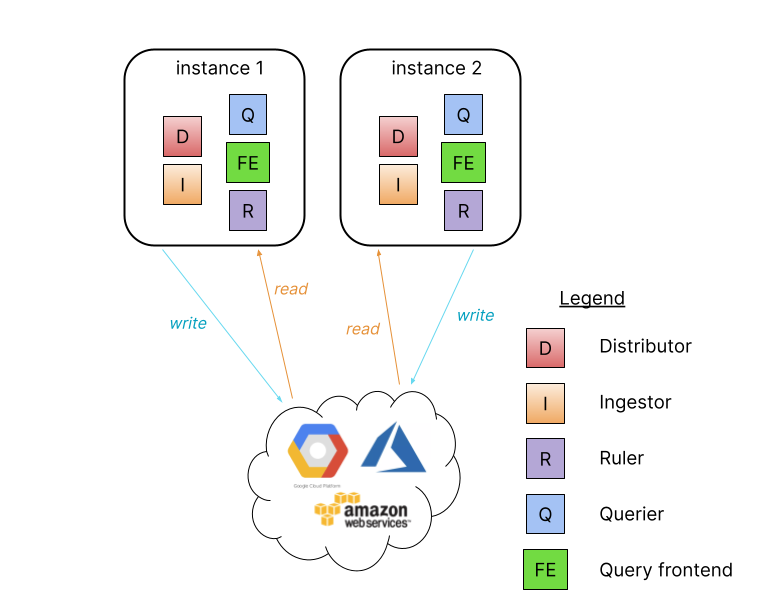 instance 1
instance 2
Q
D
FE
I
R
Q
D
FE
I
R
read
write
read
write
Legend
D Distributor
I Ingestor
R Ruler
Q Querier
FE Query frontend
Google Cloud Platform
amazon
web services™